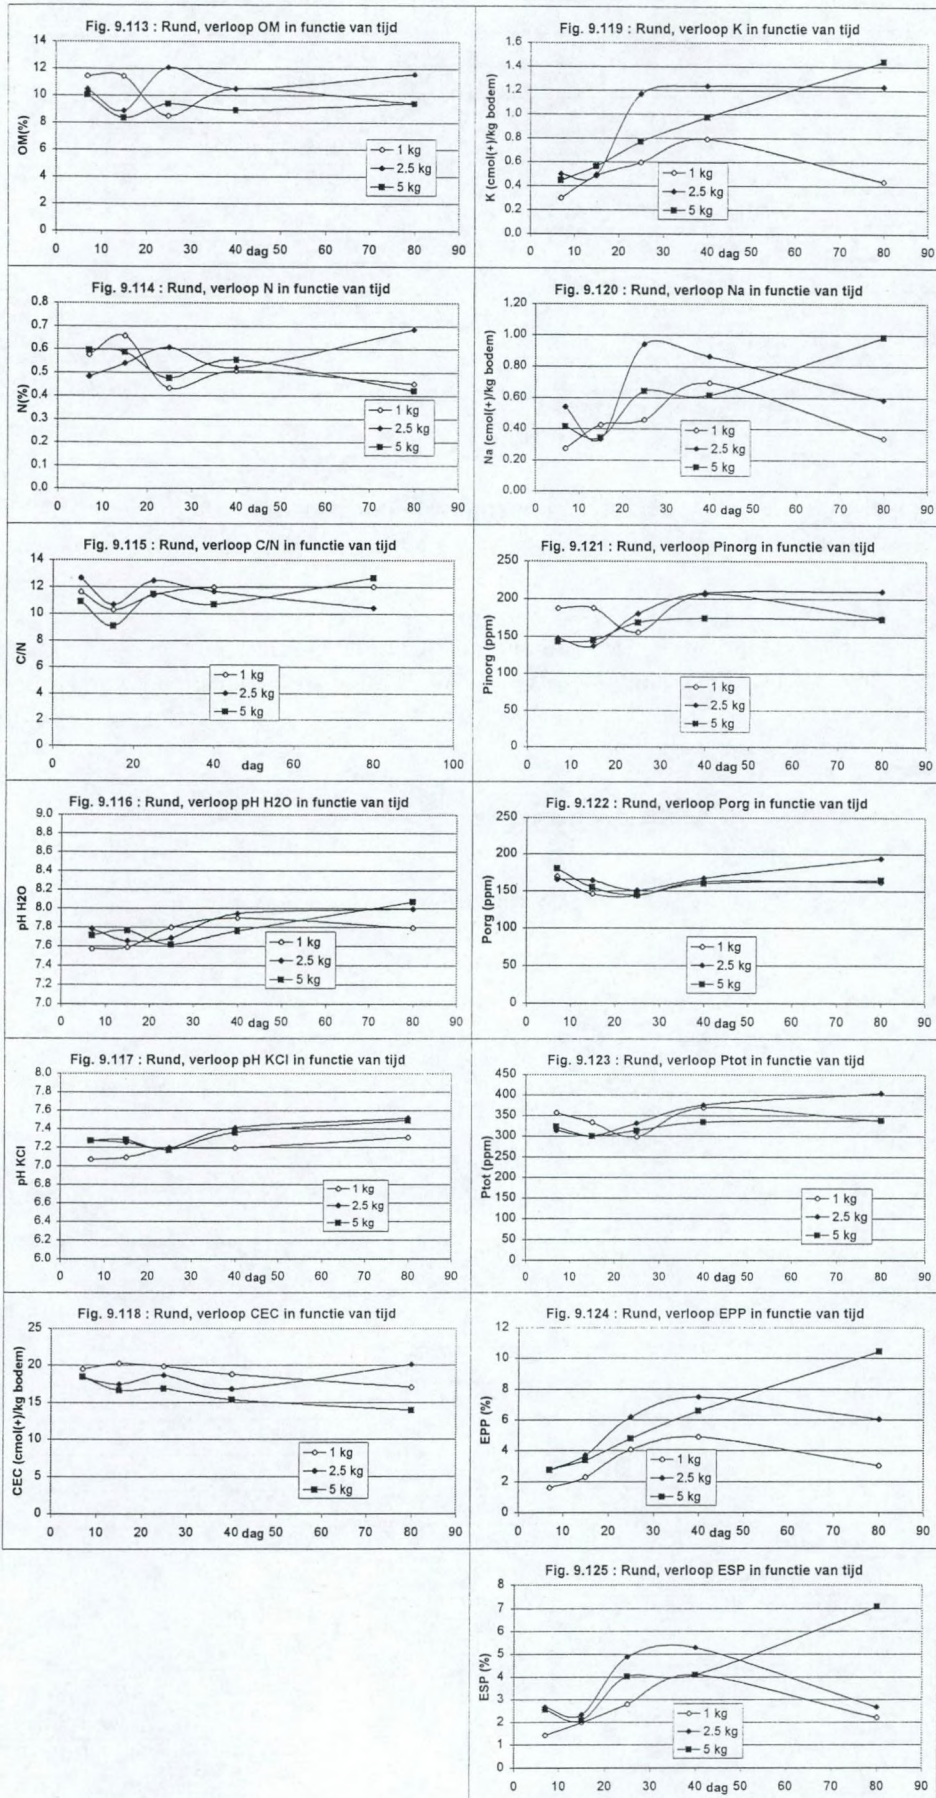 Fig. 9.113 : Rund, verloop OM in functie van tijd
14
12
10
8
6
4
2
0
OM(%)
0 10 20 30 40 dag 50 60 70 80 90
1 kg
2.5 kg
5 kg
Fig. 9.114 : Rund, verloop N in functie van tijd
0.8
0.7
0.6
0.5
0.4
0.3
0.2
0.1
0.0
N(%)
0 10 20 30 40 dag 50 60 70 80 90
1 kg
2.5 kg
5 kg
Fig. 9.115 : Rund, verloop C/N in functie van tijd
14
12
10
8
6
4
2
0
C/N
0 20 40 dag 60 80 100
1 kg
2.5 kg
5 kg
Fig. 9.116 : Rund, verloop pH H2O in functie van tijd
9.0
8.8
8.6
8.4
8.2
8.0
7.8
7.6
7.4
7.2
7.0
pH H2O
0 10 20 30 40 dag 50 60 70 80 90
1 kg
2.5 kg
5 kg
Fig. 9.117 : Rund, verloop pH KCl in functie van tijd
8.0
7.8
7.6
7.4
7.2
7.0
6.8
6.6
6.4
6.2
6.0
pH KCl
0 10 20 30 40 dag 50 60 70 80 90
1 kg
2.5 kg
5 kg
Fig. 9.118 : Rund, verloop CEC in functie van tijd
25
20
15
10
5
0
CEC (cmol(+)/kg bodem)
0 10 20 30 40 dag 50 60 70 80 90
1 kg
2.5 kg
5 kg
Fig. 9.119 : Rund, verloop K in functie van tijd
1.6
1.4
1.2
1.0
0.8
0.6
0.4
0.2
0.0
K (cmol(+)/kg bodem)
0 10 20 30 40 dag 50 60 70 80 90
1 kg
2.5 kg
5 kg
Fig. 9.120 : Rund, verloop Na in functie van tijd
1.20
1.00
0.80
0.60
0.40
0.20
0.00
Na (cmol(+)/kg bodem)
0 10 20 30 40 dag 50 60 70 80 90
1 kg
2.5 kg
5 kg
Fig. 9.121 : Rund, verloop Pinorg in functie van tijd
250
200
150
100
50
0
Pinorg (ppm)
0 10 20 30 40 dag 50 60 70 80 90
1 kg
2.5 kg
5 kg
Fig. 9.122 : Rund, verloop Porg in functie van tijd
250
200
150
100
50
0
Porg (ppm)
0 10 20 30 40 dag 50 60 70 80 90
1 kg
2.5 kg
5 kg
Fig. 9.123 : Rund, verloop Ptot in functie van tijd
450
400
350
300
250
200
150
100
50
0
Ptot (ppm)
0 10 20 30 40 dag 50 60 70 80 90
1 kg
2.5 kg
5 kg
Fig. 9.124 : Rund, verloop EPP in functie van tijd
12
10
8
6
4
2
0
EPP (%)
0 10 20 30 40 dag 50 60 70 80 90
1 kg
2.5 kg
5 kg
Fig. 9.125 : Rund, verloop ESP in functie van tijd
8
7
6
5
4
3
2
1
0
ESP (%)
0 10 20 30 40 dag 50 60 70 80 90
1 kg
2.5 kg
5 kg